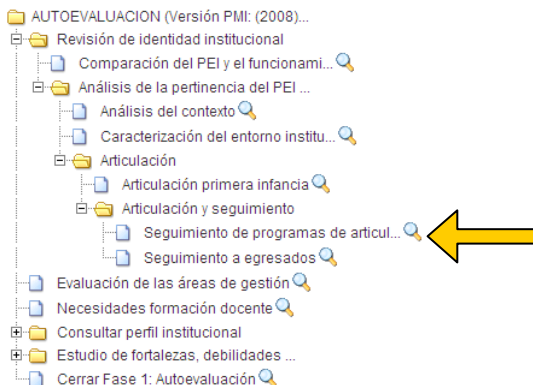 AUTOEVALUACION (Versión PMI: (2008)...
Revisión de identidad institucional
Comparación del PEI y el funcionami...
Análisis de la pertinencia del PEI ...
Análisis del contexto
Caracterización del entorno institu...
Articulación
Articulación primera infancia
Articulación y seguimiento
Seguimiento de programas de articul...
Seguimiento a egresados
Evaluación de las áreas de gestión
Necesidades formación docente
Consultar perfil institucional
Estudio de fortalezas, debilidades ...
Cerrar Fase 1: Autoevaluación